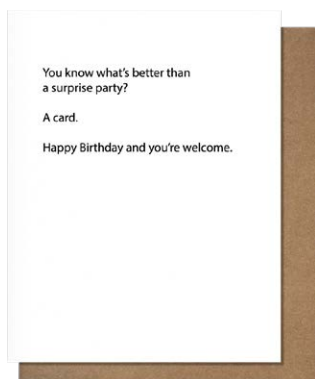 You know what's better than
a surprise party?
A card.
Happy Birthday and you're welcome.